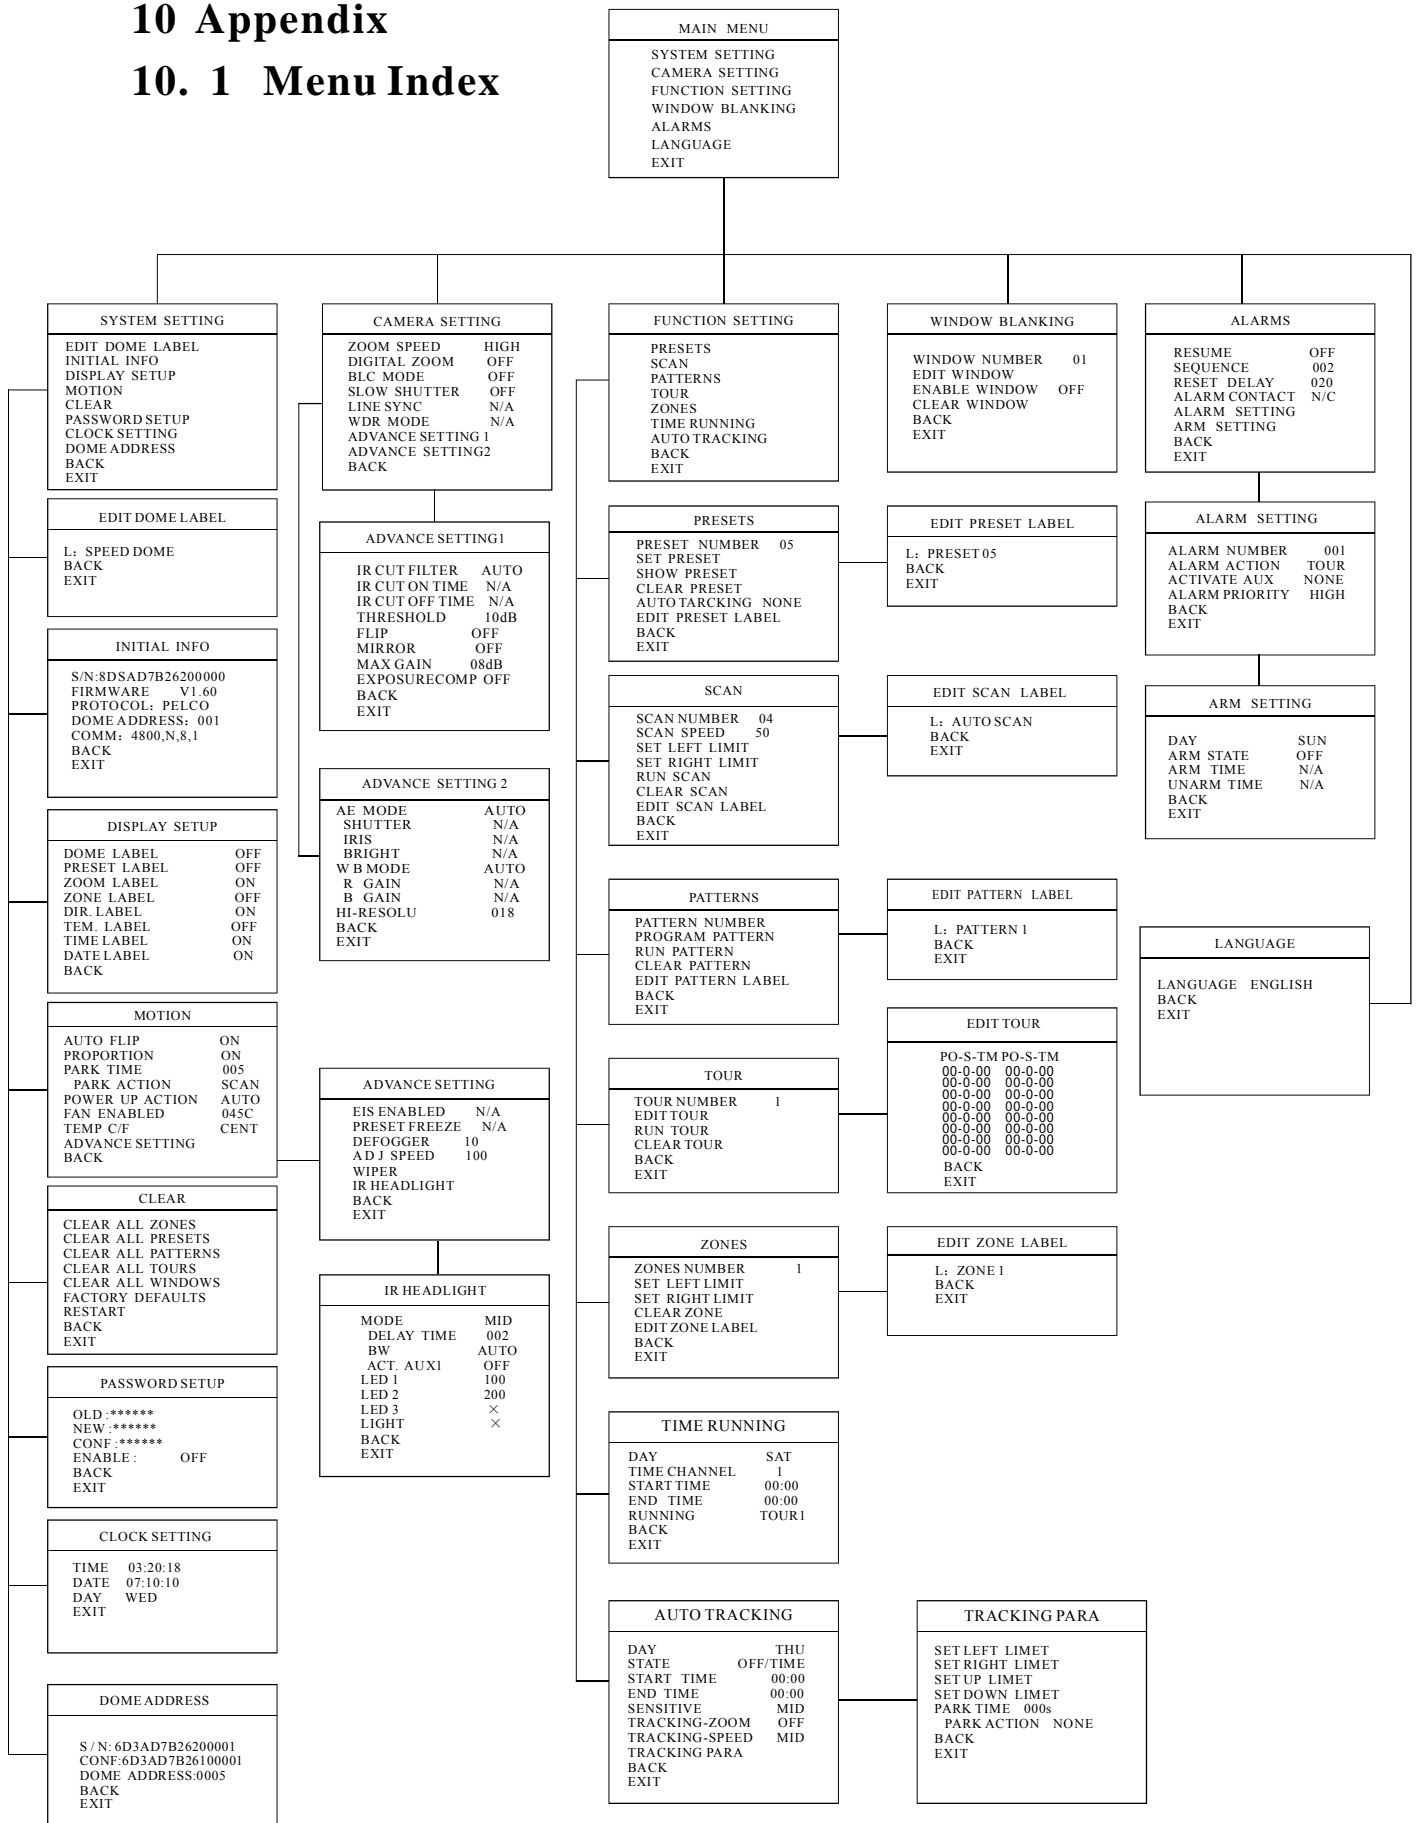 10 Appendix
10. 1 Menu Index
MAIN MENU
SYSTEM SETTING
CAMERA SETTING
FUNCTION SETTING
WINDOW BLANKING
ALARMS
LANGUAGE
EXIT
SYSTEM SETTING
EDIT DOME LABEL
INITIAL INFO
DISPLAY SETUP
MOTION
CLEAR
PASSWORD SETUP
CLOCK SETTING
DOME ADDRESS
BACK
EXIT
EDIT DOME LABEL
L: SPEED DOME
BACK
EXIT
INITIAL INFO
S/N:8DSAD7B26200000
FIRMWARE V1.60
PROTOCOL: PELCO
DOME ADDRESS: 001
COMM: 4800,N,8,1
BACK
EXIT
DISPLAY SETUP
DOME LABEL OFF
PRESET LABEL OFF
ZOOM LABEL ON
ZONE LABEL OFF
DIR. LABEL ON
TEM. LABEL OFF
TIME LABEL ON
DATE LABEL ON
BACK
MOTION
AUTO FLIP ON
PROPORTION ON
PARK TIME 005
PARK ACTION SCAN
POWER UP ACTION AUTO
FAN ENABLED 045C
TEMP C/F CENT
ADVANCE SETTING
BACK
CLEAR
CLEAR ALL ZONES
CLEAR ALL PRESETS
CLEAR ALL PATTERNS
CLEAR ALL TOURS
CLEAR ALL WINDOWS
FACTORY DEFAULTS
RESTART
BACK
EXIT
PASSWORD SETUP
OLD :******
NEW :******
CONF :******
ENABLE : OFF
BACK
EXIT
CLOCK SETTING
TIME 03:20:18
DATE 07:10:10
DAY WED
EXIT
DOME ADDRESS
S / N: 6D3AD7B26200001
CONF:6D3AD7B26100001
DOME ADDRESS:0005
BACK
EXIT
CAMERA SETTING
ZOOM SPEED HIGH
DIGITAL ZOOM OFF
BLC MODE OFF
SLOW SHUTTER OFF
LINE SYNC N/A
WDR MODE N/A
ADVANCE SETTING 1
ADVANCE SETTING2
BACK
ADVANCE SETTING1
IR CUT FILTER AUTO
IR CUT ON TIME N/A
IR CUT OFF TIME N/A
THRESHOLD 10dB
FLIP OFF
MIRROR OFF
MAX GAIN 08dB
EXPOSURECOMP OFF
BACK
EXIT
ADVANCE SETTING 2
AE MODE AUTO
SHUTTER N/A
IRIS N/A
BRIGHT N/A
W B MODE AUTO
R GAIN N/A
B GAIN N/A
HI-RESOLU 018
BACK
EXIT
ADVANCE SETTING
EIS ENABLED N/A
PRESET FREEZE N/A
DEFOGGER 10
A D J SPEED 100
WIPER
IR HEADLIGHT
BACK
EXIT
IR HEADLIGHT
MODE MID
DELAY TIME 002
BW AUTO
ACT. AUX1 OFF
LED 1 100
LED 2 200
LED 3 ×
LIGHT ×
BACK
EXIT
FUNCTION SETTING
PRESETS
SCAN
PATTERNS
TOUR
ZONES
TIME RUNNING
AUTO TRACKING
BACK
EXIT
PRESETS
PRESET NUMBER 05
SET PRESET
SHOW PRESET
CLEAR PRESET
AUTO TARCKING NONE
EDIT PRESET LABEL
BACK
EXIT
SCAN
SCAN NUMBER 04
SCAN SPEED 50
SET LEFT LIMIT
SET RIGHT LIMIT
RUN SCAN
CLEAR SCAN
EDIT SCAN LABEL
BACK
EXIT
PATTERNS
PATTERN NUMBER
PROGRAM PATTERN
RUN PATTERN
CLEAR PATTERN
EDIT PATTERN LABEL
BACK
EXIT
TOUR
TOUR NUMBER 1
EDIT TOUR
RUN TOUR
CLEAR TOUR
BACK
EXIT
ZONES
ZONES NUMBER 1
SET LEFT LIMIT
SET RIGHT LIMIT
CLEAR ZONE
EDIT ZONE LABEL
BACK
EXIT
TIME RUNNING
DAY SAT
TIME CHANNEL 1
START TIME 00:00
END TIME 00:00
RUNNING TOUR1
BACK
EXIT
AUTO TRACKING
DAY THU
STATE OFF/TIME
START TIME 00:00
END TIME 00:00
SENSITIVE MID
TRACKING-ZOOM OFF
TRACKING-SPEED MID
TRACKING PARA
BACK
EXIT
WINDOW BLANKING
WINDOW NUMBER 01
EDIT WINDOW
ENABLE WINDOW OFF
CLEAR WINDOW
BACK
EXIT
EDIT PRESET LABEL
L: PRESET 05
BACK
EXIT
EDIT SCAN LABEL
L: AUTO SCAN
BACK
EXIT
EDIT PATTERN LABEL
L: PATTERN 1
BACK
EXIT
EDIT TOUR
PO-S-TM PO-S-TM
00-0-00 00-0-00
00-0-00 00-0-00
00-0-00 00-0-00
00-0-00 00-0-00
00-0-00 00-0-00
00-0-00 00-0-00
00-0-00 00-0-00
00-0-00 00-0-00
BACK
EXIT
EDIT ZONE LABEL
L: ZONE 1
BACK
EXIT
TRACKING PARA
SET LEFT LIMET
SET RIGHT LIMET
SET UP LIMET
SET DOWN LIMET
PARK TIME 000s
PARK ACTION NONE
BACK
EXIT
ALARMS
RESUME OFF
SEQUENCE 002
RESET DELAY 020
ALARM CONTACT N/C
ALARM SETTING
ARM SETTING
BACK
EXIT
ALARM SETTING
ALARM NUMBER 001
ALARM ACTION TOUR
ACTIVATE AUX NONE
ALARM PRIORITY HIGH
BACK
EXIT
ARM SETTING
DAY SUN
ARM STATE OFF
ARM TIME N/A
UNARM TIME N/A
BACK
EXIT
LANGUAGE
LANGUAGE ENGLISH
BACK
EXIT